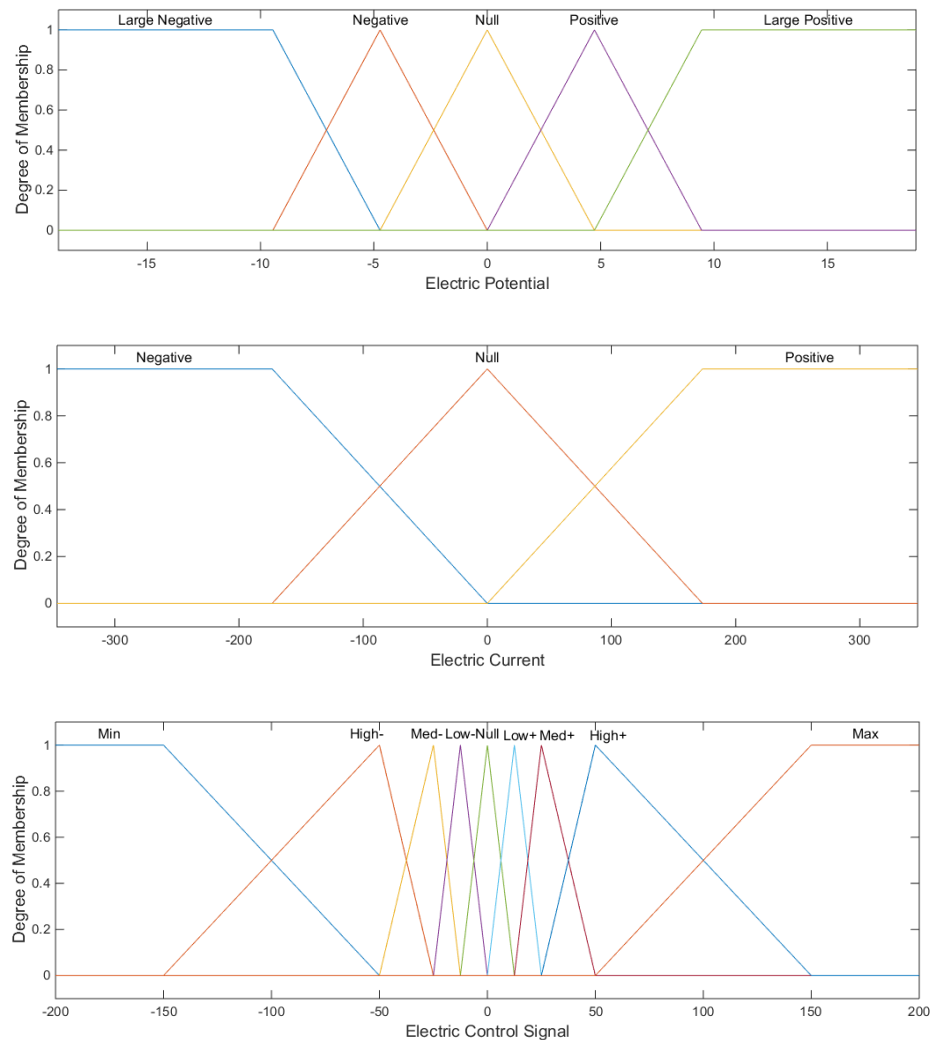 Large Negative Negative Null Positive Large Positive
1
0.8
0.6
0.4
0.2
0
Degree of Membership
-15 -10 -5 0 5 10 15
Electric Potential
Negative Null Positive
1
0.8
0.6
0.4
0.2
0
Degree of Membership
-300 -200 -100 0 100 200 300
Electric Current
Min High- Med- Low- Null Low+ Med+ High+ Max
1
0.8
0.6
0.4
0.2
0
Degree of Membership
-200 -150 -100 -50 0 50 100 150 200
Electric Control Signal